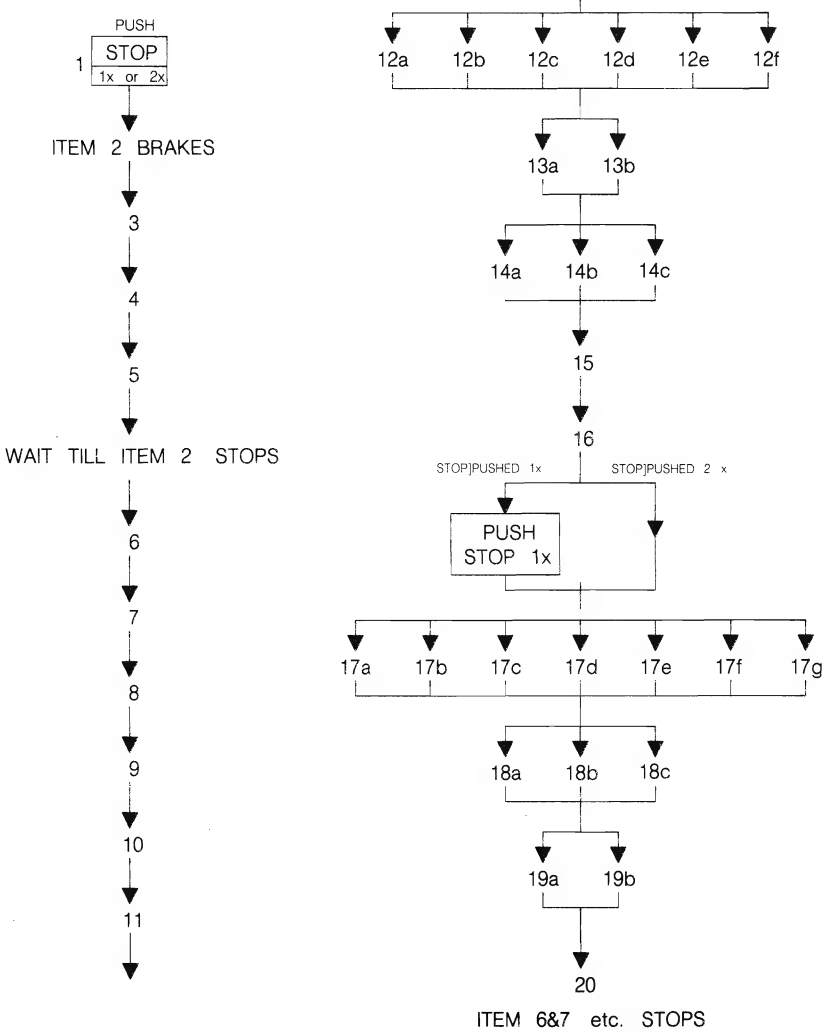 PUSH
1 STOP
1x or 2x
ITEM 2 BRAKES
3
4
5
WAIT TILL ITEM 2 STOPS
6
7
8
9
10
11
12a 12b 12c 12d 12e 12f
13a 13b
14a 14b 14c
15
16
STOP]PUSHED 1x STOP]PUSHED 2 x
PUSH
STOP 1x
17a 17b 17c 17d 17e 17f 17g
18a 18b 18c
19a 19b
20
ITEM 6&7 etc. STOPS